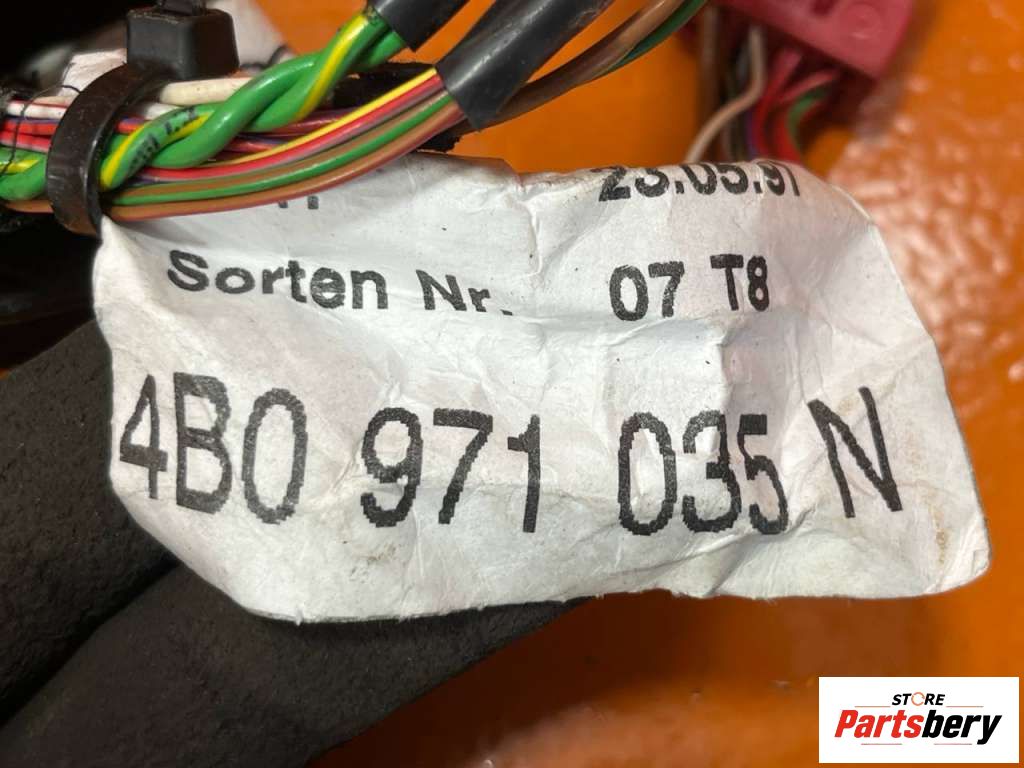 23.05.97
Sorten Nr. 07 T8
4B0 971 035 N
STORE
Partsbery